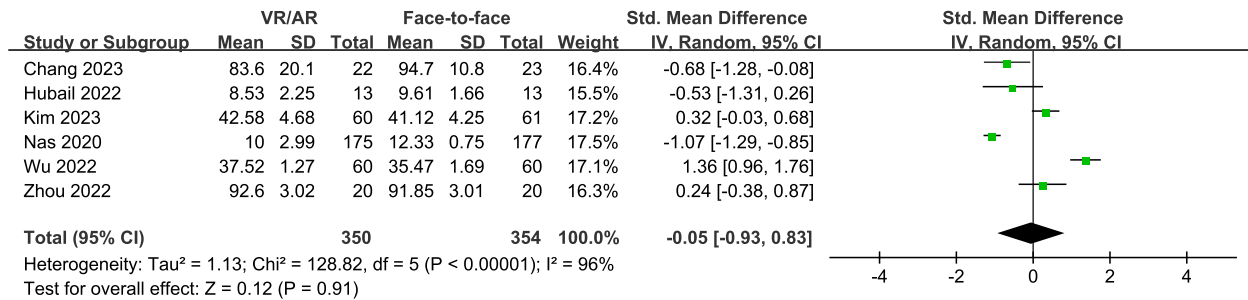 VR/AR Face-to-face Std. Mean Difference Std. Mean Difference
Study or Subgroup Mean SD Total Mean SD Total Weight IV, Random, 95% CI IV, Random, 95% CI
Chang 2023 83.6 20.1 22 94.7 10.8 23 16.4% -0.68 [-1.28, -0.08]
Hubail 2022 8.53 2.25 13 9.61 1.66 13 15.5% -0.53 [-1.31, 0.26]
Kim 2023 42.58 4.68 60 41.12 4.25 61 17.2% 0.32 [-0.03, 0.68]
Nas 2020 10 2.99 175 12.33 0.75 177 17.5% -1.07 [-1.29, -0.85]
Wu 2022 37.52 1.27 60 35.47 1.69 60 17.1% 1.36 [0.96, 1.76]
Zhou 2022 92.6 3.02 20 91.85 3.01 20 16.3% 0.24 [-0.38, 0.87]
Total (95% CI) 350 354 100.0% -0.05 [-0.93, 0.83]
Heterogeneity: Tau² = 1.13; Chi² = 128.82, df = 5 (P < 0.00001); I² = 96%
Test for overall effect: Z = 0.12 (P = 0.91)
-4 -2 0 2 4